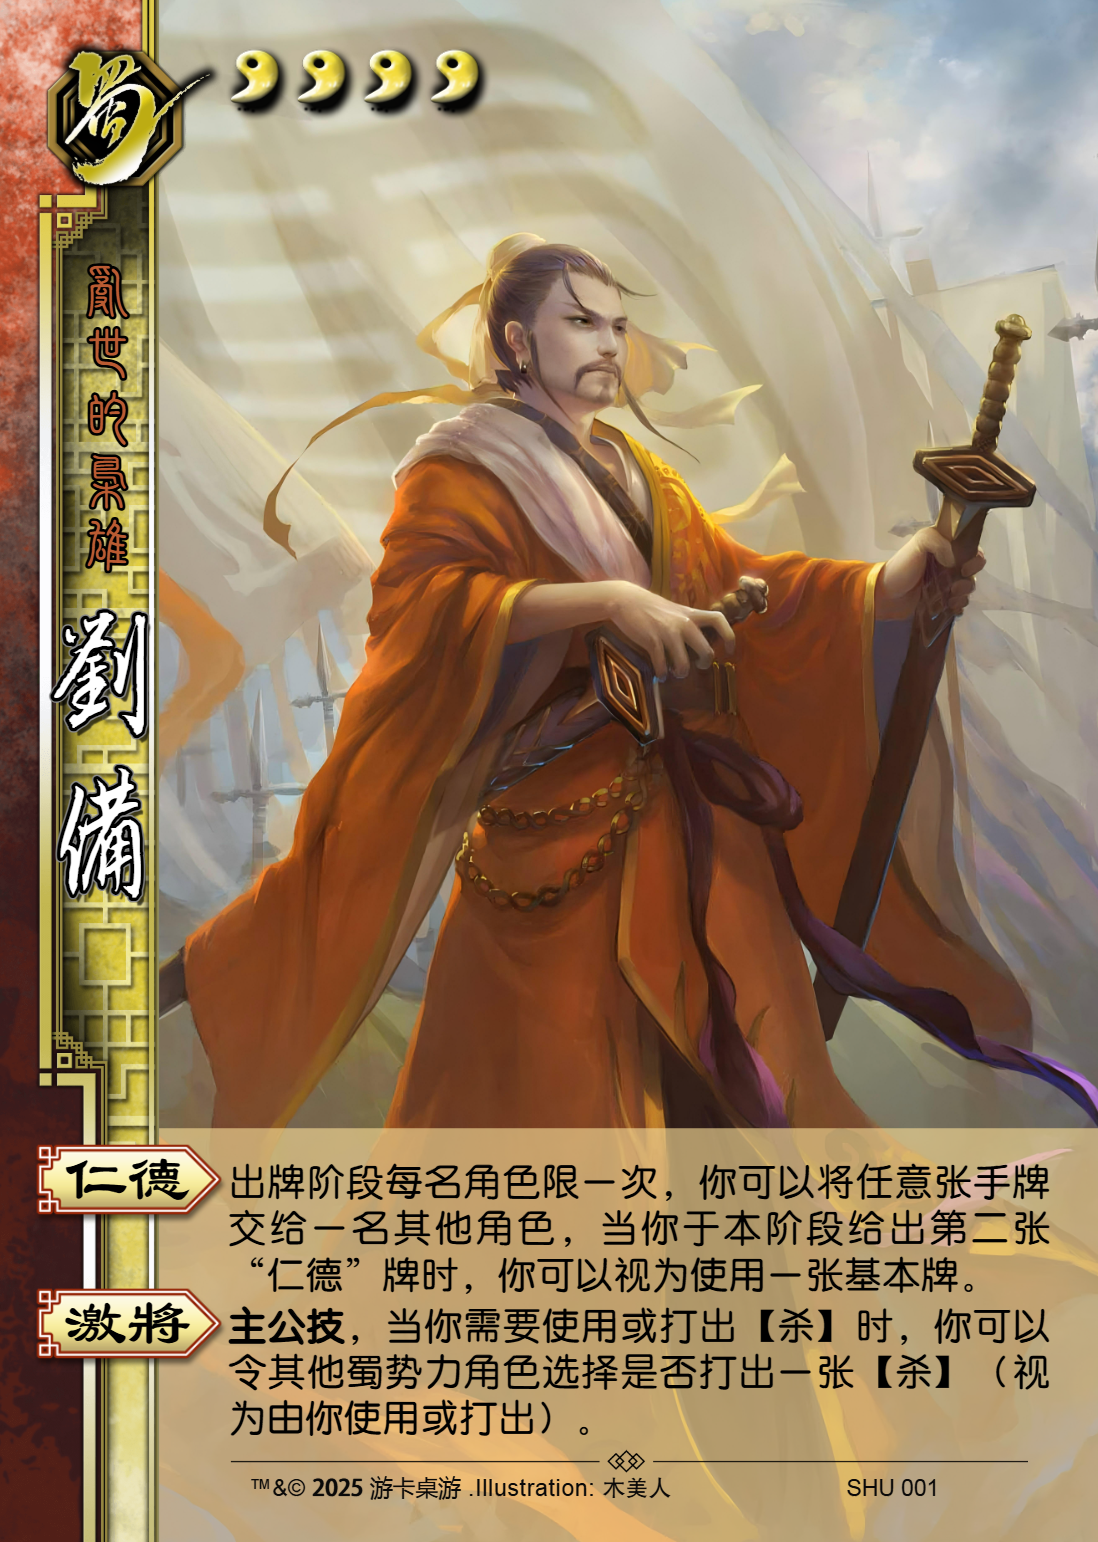 蜀
亂世的梟雄
劉備
仁德
出牌阶段每名角色限一次，你可以将任意张手牌
交给一名其他角色，当你于本阶段给出第二张
“仁德”牌时，你可以视为使用一张基本牌。
激將
主公技，当你需要使用或打出【杀】时，你可以
令其他蜀势力角色选择是否打出一张【杀】（视
为由你使用或打出）。
™&© 2025 游卡桌游 .Illustration: 木美人
SHU 001